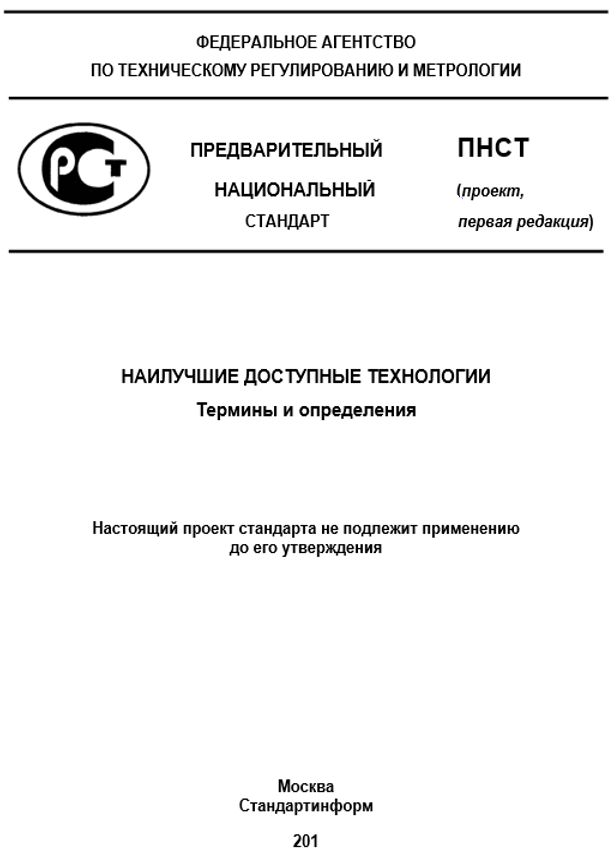 ФЕДЕРАЛЬНОЕ АГЕНТСТВО
ПО ТЕХНИЧЕСКОМУ РЕГУЛИРОВАНИЮ И МЕТРОЛОГИИ
РСТ
ПРЕДВАРИТЕЛЬНЫЙ
НАЦИОНАЛЬНЫЙ
СТАНДАРТ
ПНСТ
(проект,
первая редакция)
НАИЛУЧШИЕ ДОСТУПНЫЕ ТЕХНОЛОГИИ
Термины и определения
Настоящий проект стандарта не подлежит применению
до его утверждения
Москва
Стандартинформ
201